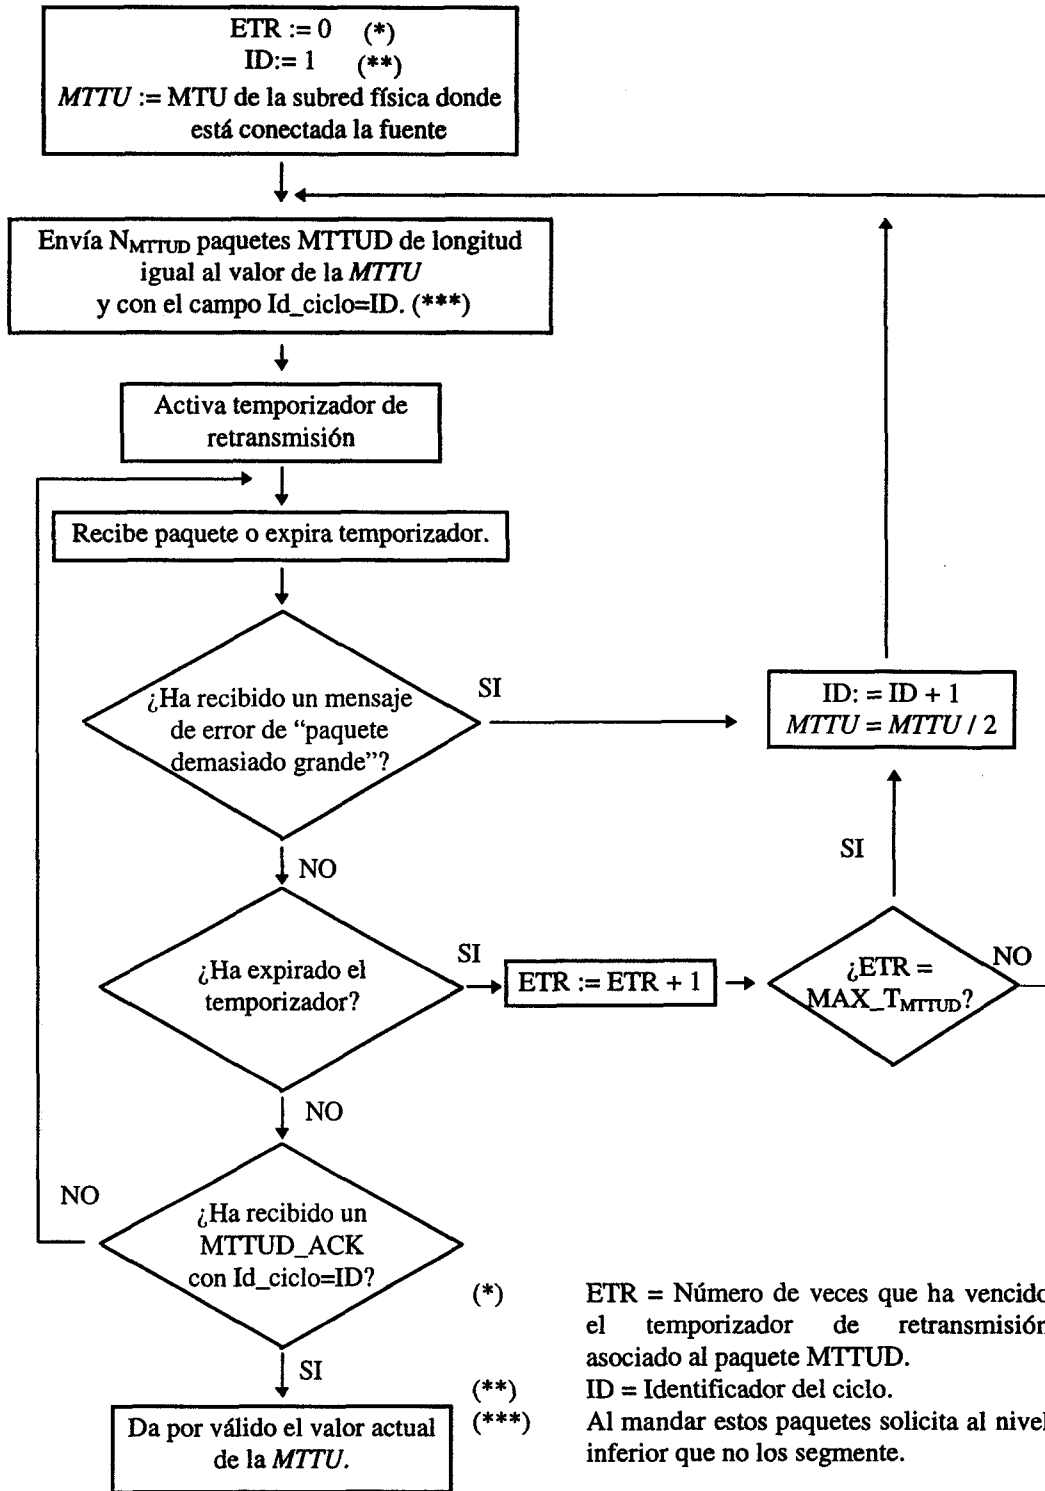 ETR := 0 (*)
ID:= 1 (**)
MTTU := MTU de la subred física donde
está conectada la fuente
Envía NMTTUD paquetes MTTUD de longitud
igual al valor de la MTTU
y con el campo Id_ciclo=ID. (***)
Activa temporizador de
retransmisión
Recibe paquete o expira temporizador.
¿Ha recibido un mensaje
de error de “paquete
demasiado grande”?
SI
ID: = ID + 1
MTTU = MTTU / 2
NO
SI
¿Ha expirado el
temporizador?
SI
ETR := ETR + 1
¿ETR =
MAX_TMTTUD?
NO
NO
NO
¿Ha recibido un
MTTUD_ACK
con Id_ciclo=ID?
SI
Da por válido el valor actual
de la MTTU.
(*) ETR = Número de veces que ha vencido
el temporizador de retransmisión
asociado al paquete MTTUD.
(**) ID = Identificador del ciclo.
(***) Al mandar estos paquetes solicita al nivel
inferior que no los segmente.